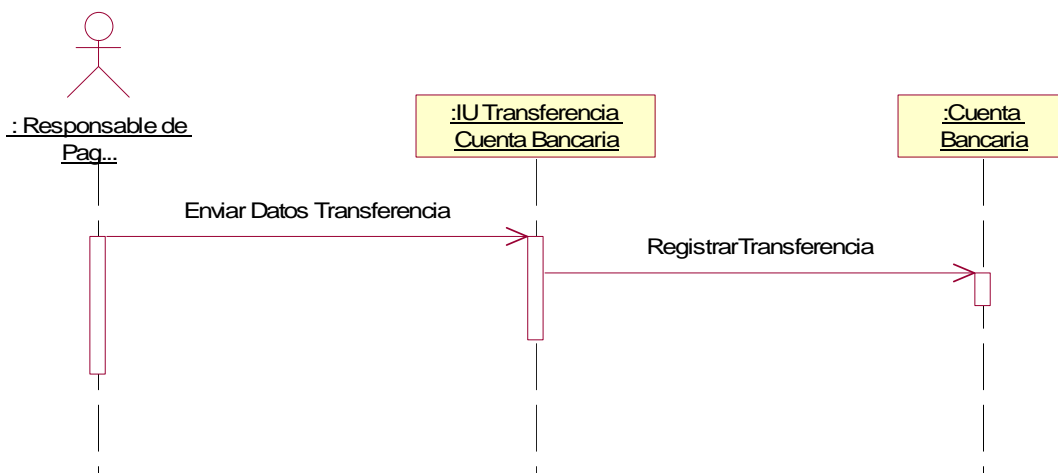 : Responsable de
Pag...
:IU Transferencia
Cuenta Bancaria
:Cuenta
Bancaria
Enviar Datos Transferencia
RegistrarTransferencia